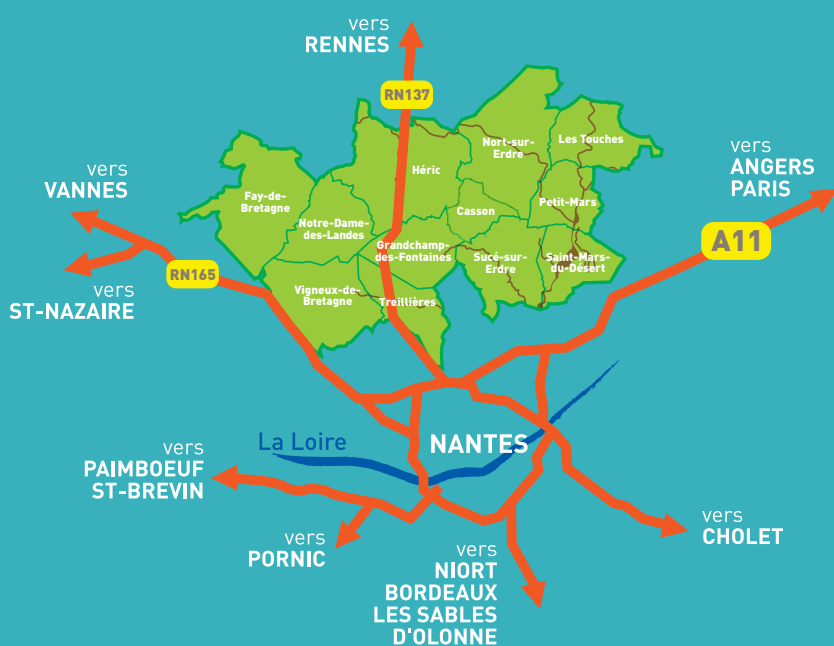 vers
RENNES
RN137
Nort-sur-
Erdre
Les Touches
vers
ANGERS
PARIS
vers
VANNES
Héric
Fay-de-
Bretagne
Notre-Dame-
des-Landes
Casson
Petit-Mars
A11
Grandchamp-
des-Fontaines
Sucé-sur-
Erdre
Saint-Mars-
du-Désert
RN165
vers
ST-NAZAIRE
Vigneux-de-
Bretagne
Treillières
La Loire
NANTES
vers
PAIMBOEUF
ST-BREVIN
vers
PORNIC
vers
NIORT
BORDEAUX
LES SABLES
D'OLONNE
vers
CHOLET